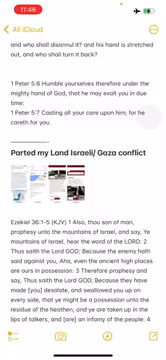 11:46
All iCloud
and who shall disannul it? and his hand is stretched
out, and who shall turn it back?
1 Peter 5:6 Humble yourselves therefore under the
mighty hand of God, that he may exalt you in due
time:
1 Peter 5:7 Casting all your care upon him; for he
careth for you.
Parted my Land Israeli/ Gaza conflict
Ezekiel 36:1-5 (KJV) 1 Also, thou son of man,
prophesy unto the mountains of Israel, and say, Ye
mountains of Israel, hear the word of the LORD: 2
Thus saith the Lord GOD; Because the enemy hath
said against you, Aha, even the ancient high places
are ours in possession: 3 Therefore prophesy and
say, Thus saith the Lord GOD; Because they have
made [you] desolate, and swallowed you up on
every side, that ye might be a possession unto the
residue of the heathen, and ye are taken up in the
lips of talkers, and [are] an infamy of the people: 4